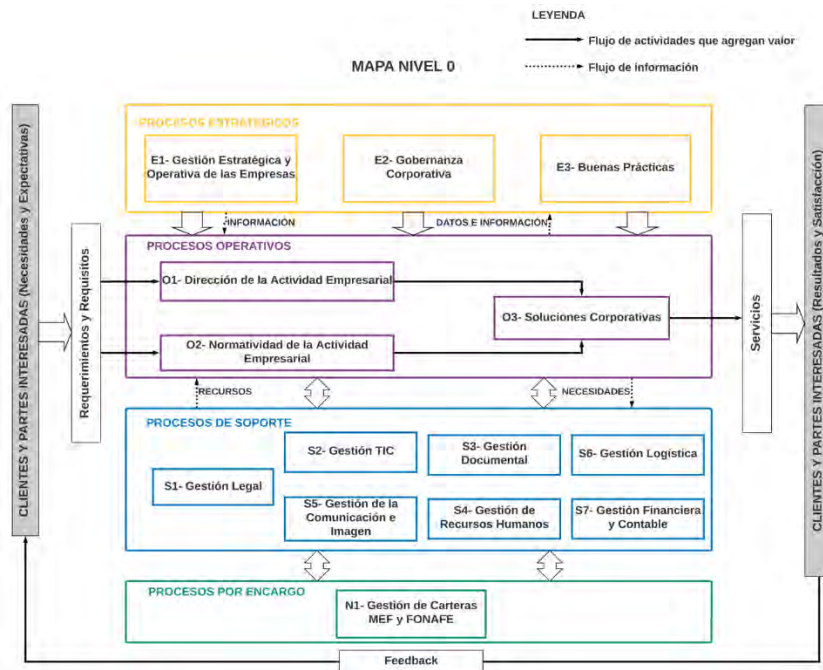 LEYENDA
Flujo de actividades que agregan valor
Flujo de información
MAPA NIVEL 0
CLIENTES Y PARTES INTERESADAS (Necesidades y Expectativas)
Requerimientos y Requisitos
PROCESOS ESTRATEGICOS
E1- Gestión Estratégica y
Operativa de las Empresas
E2- Gobernanza
Corporativa
E3- Buenas Prácticas
INFORMACIÓN
DATOS E INFORMACIÓN
PROCESOS OPERATIVOS
O1- Dirección de la Actividad Empresarial
O2- Normatividad de la Actividad
Empresarial
O3- Soluciones Corporativas
RECURSOS
NECESIDADES
PROCESOS DE SOPORTE
S1- Gestión Legal
S2- Gestión TIC
S3- Gestión
Documental
S6- Gestión Logística
S5- Gestión de la
Comunicación e
Imagen
S4- Gestión de
Recursos Humanos
S7- Gestión Financiera
y Contable
PROCESOS POR ENCARGO
N1- Gestión de Carteras
MEF y FONAFE
Servicios
CLIENTES Y PARTES INTERESADAS (Resultados y Satisfacción)
Feedback